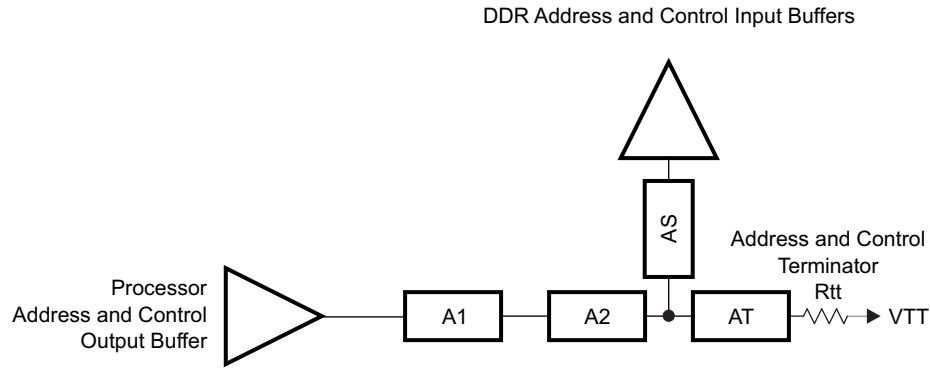 DDR Address and Control Input Buffers
AS
Address and Control
Terminator
Rtt
Processor
Address and Control
Output Buffer
A1
A2
AT
VTT